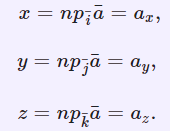 x = np_{\bar{i}}\bar{a} = a_x,
y = np_{\bar{j}}\bar{a} = a_y,
z = np_{\bar{k}}\bar{a} = a_z.